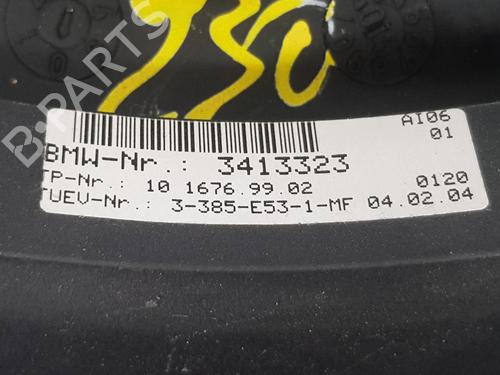 230
B-PARTS
AI06
01
BMW-Nr.: 3413323
TP-Nr.: 10 1676.99.02 0120
TUEV-Nr.: 3-385-E53-1-MF 04.02.04